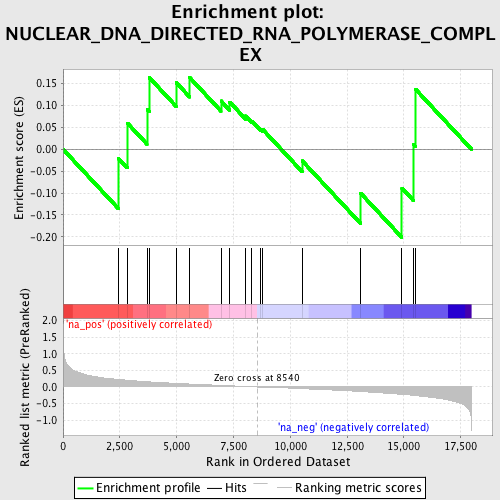 Enrichment plot:
NUCLEAR_DNA_DIRECTED_RNA_POLYMERASE_COMPL
EX
Enrichment score (ES)
0.15
0.10
0.05
0.00
-0.05
-0.10
-0.15
-0.20
'na_pos' (positively correlated)
Ranked list metric (PreRanked)
2.0
1.5
1.0
0.5
0.0
-0.5
-1.0
Zero cross at 8540
'na_neg' (negatively correlated)
0 2,500 5,000 7,500 10,000 12,500 15,000 17,500
Rank in Ordered Dataset
Enrichment profile Hits Ranking metric scores